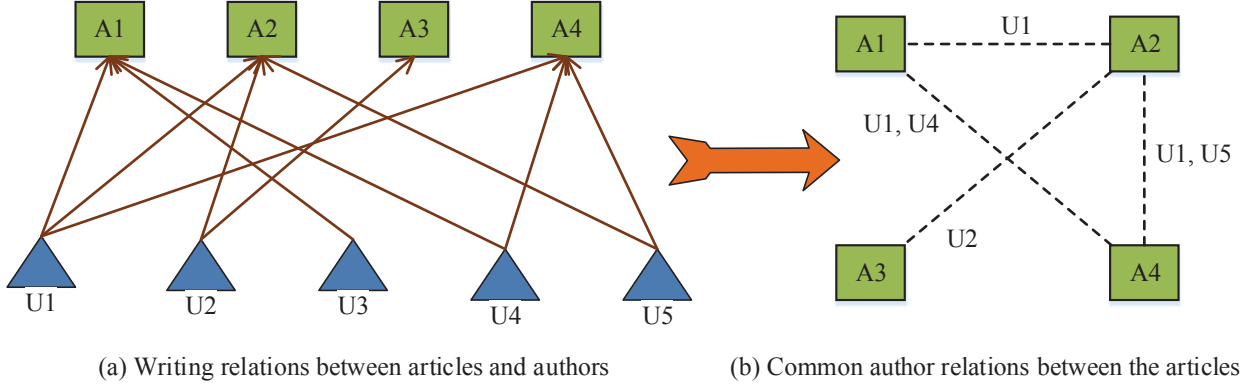 A1 A2 A3 A4
U1 U2 U3 U4 U5
(a) Writing relations between articles and authors
A1 U1 A2
U1, U4
U1, U5
U2
A3 A4
(b) Common author relations between the articles